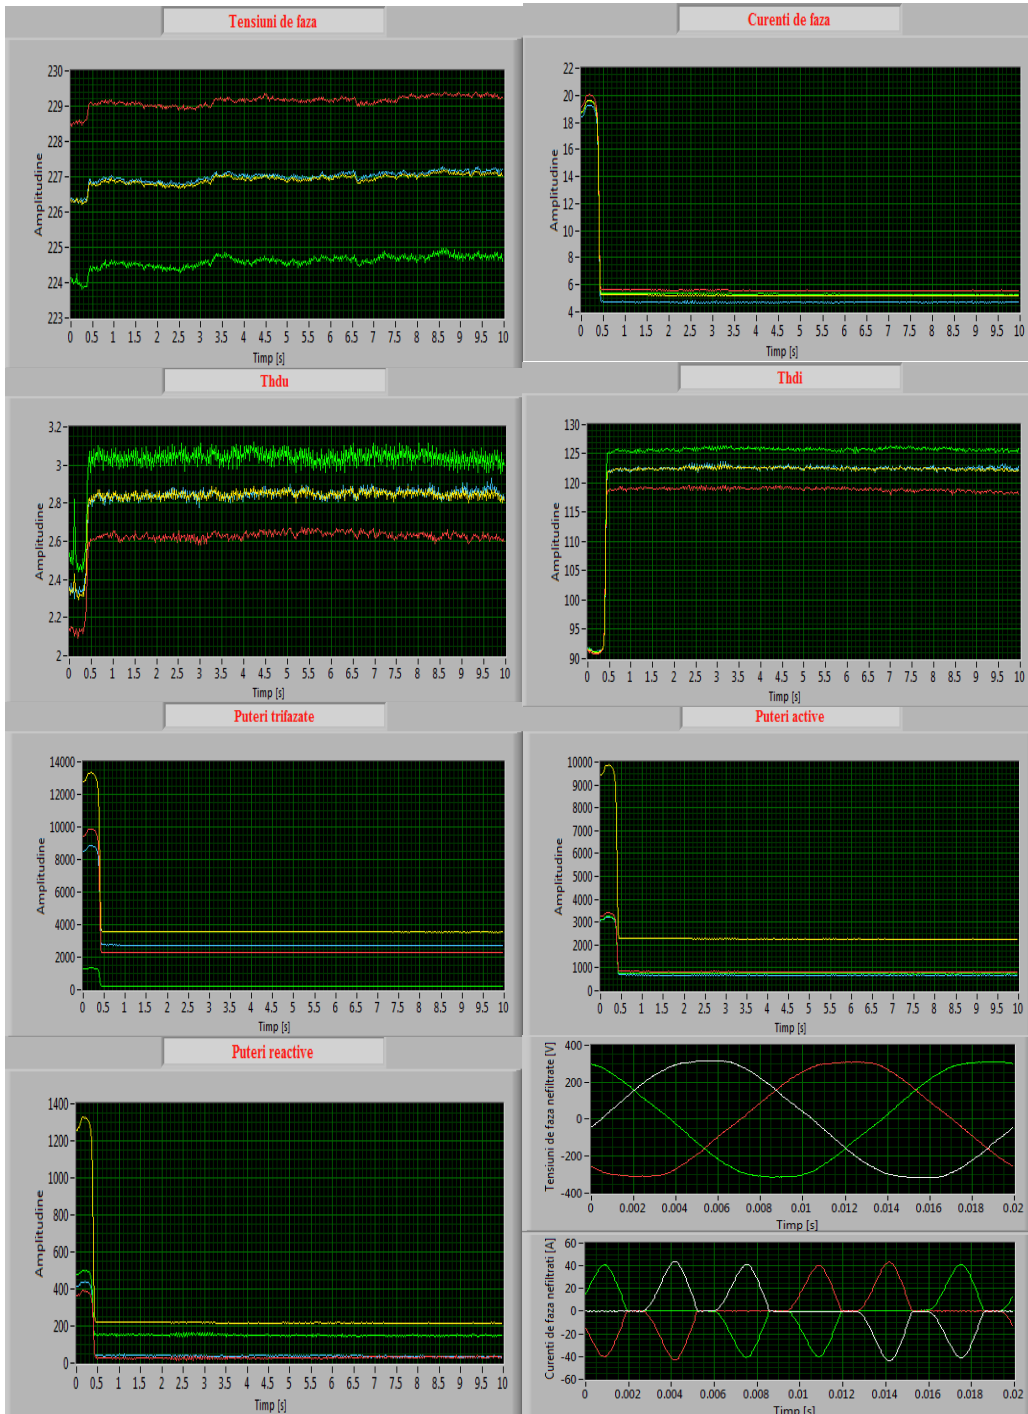 Tensiuni de faza
Amplitudine
230
229
228
227
226
225
224
223
0 0.5 1 1.5 2 2.5 3 3.5 4 4.5 5 5.5 6 6.5 7 7.5 8 8.5 9 9.5 10
Timp [s]
Curenti de faza
Amplitudine
22
20
18
16
14
12
10
8
6
4
0 0.5 1 1.5 2 2.5 3 3.5 4 4.5 5 5.5 6 6.5 7 7.5 8 8.5 9 9.5 10
Timp [s]
Thdu
Amplitudine
3.2
3
2.8
2.6
2.4
2.2
2
0 0.5 1 1.5 2 2.5 3 3.5 4 4.5 5 5.5 6 6.5 7 7.5 8 8.5 9 9.5 10
Timp [s]
Thdi
Amplitudine
130
125
120
115
110
105
100
95
90
0 0.5 1 1.5 2 2.5 3 3.5 4 4.5 5 5.5 6 6.5 7 7.5 8 8.5 9 9.5 10
Timp [s]
Puteri trifazate
Amplitudine
14000
12000
10000
8000
6000
4000
2000
0
0 0.5 1 1.5 2 2.5 3 3.5 4 4.5 5 5.5 6 6.5 7 7.5 8 8.5 9 9.5 10
Timp [s]
Puteri active
Amplitudine
10000
9000
8000
7000
6000
5000
4000
3000
2000
1000
0
0 0.5 1 1.5 2 2.5 3 3.5 4 4.5 5 5.5 6 6.5 7 7.5 8 8.5 9 9.5 10
Timp [s]
Puteri reactive
Amplitudine
1400
1200
1000
800
600
400
200
0
0 0.5 1 1.5 2 2.5 3 3.5 4 4.5 5 5.5 6 6.5 7 7.5 8 8.5 9 9.5 10
Timp [s]
Tensiuni de faza nefiltrate [V]
400
200
0
-200
-400
0 0.002 0.004 0.006 0.008 0.01 0.012 0.014 0.016 0.018 0.02
Timp [s]
Curenti de faza nefiltrati [A]
60
40
20
0
-20
-40
-60
0 0.002 0.004 0.006 0.008 0.01 0.012 0.014 0.016 0.018 0.02
Timp [s]